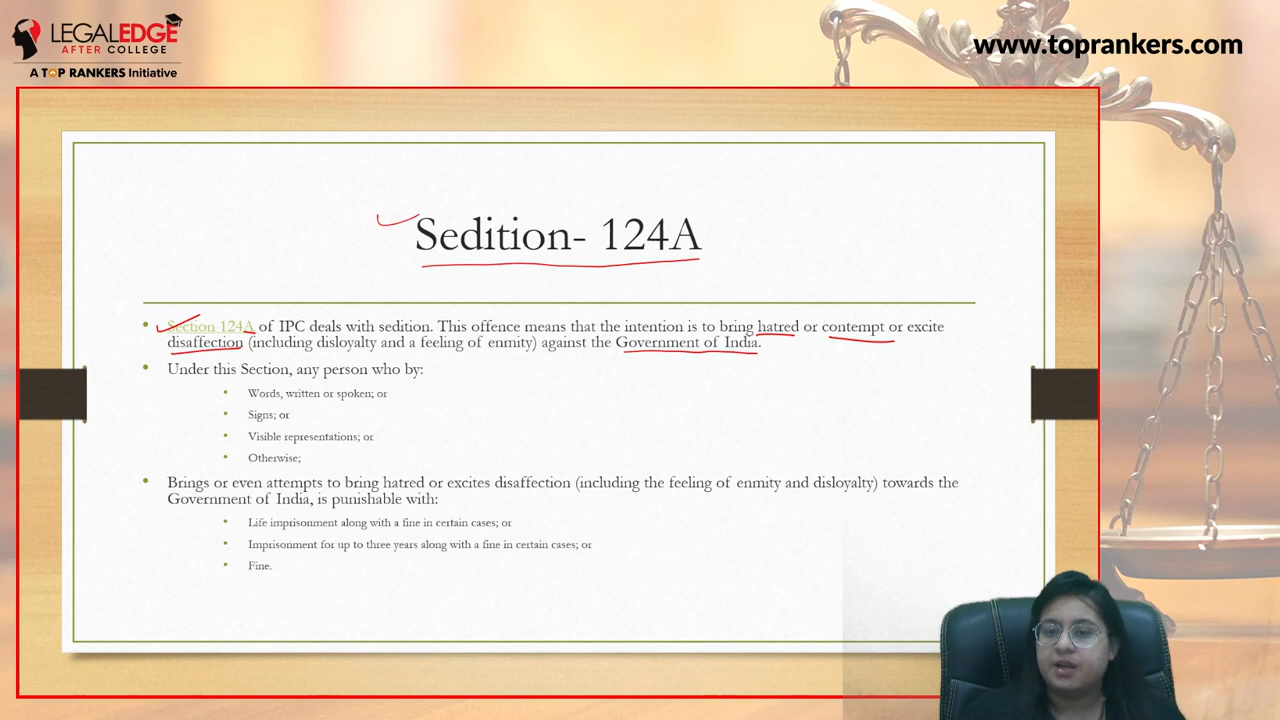 LEGALEDGE
AFTER COLLEGE
A TOP RANKERS Initiative
www.toprankers.com
Sedition- 124A
• Section 124A of IPC deals with sedition. This offence means that the intention is to bring hatred or contempt or excite
disaffection (including disloyalty and a feeling of enmity) against the Government of India.
• Under this Section, any person who by:
• Words, written or spoken; or
• Signs; or
• Visible representations; or
• Otherwise;
• Brings or even attempts to bring hatred or excites disaffection (including the feeling of enmity and disloyalty) towards the
Government of India, is punishable with:
• Life imprisonment along with a fine in certain cases; or
• Imprisonment for up to three years along with a fine in certain cases; or
• Fine.